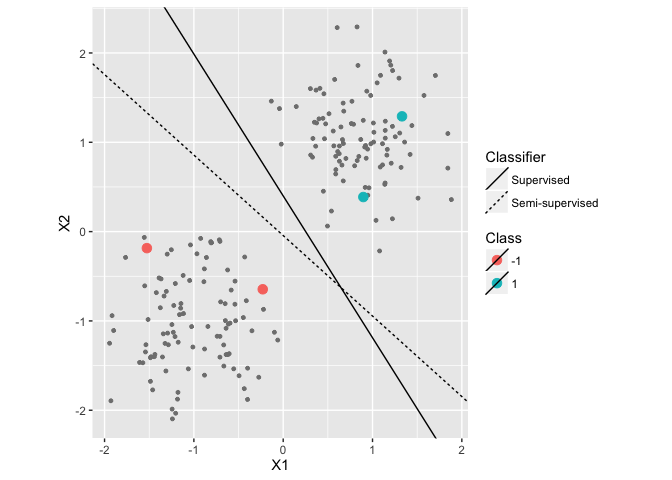 X2
2
1
0
-1
-2
-2 -1 0 1 2
X1
Classifier
Supervised
Semi-supervised
Class
-1
1